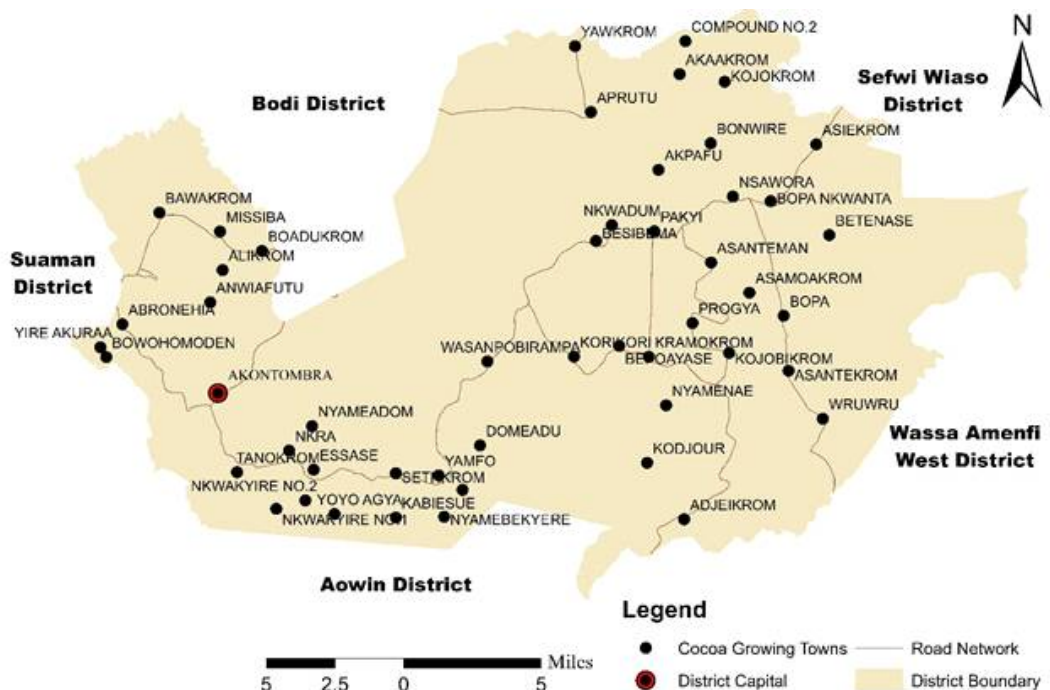 YAWKROM
COMPOUND NO.2
N
AKAAKROM
KOJOKROM
Sefwi Wiaso
District
Bodi District
APRUTU
BONWIRE
ASIEKROM
AKPAFU
NSAWORA
BOPA NKWANTA
BAWAKROM
MISSIBA
NKWADUM
PAKYI
BETENASE
BOADUKROM
BESIBEMA
Suaman
District
ALIKROM
ASANTEMAN
ANWIAFUTU
ASAMOAKROM
ABRONEHIA
PROGYA
BOPA
YIRE AKURAA
BOWOHOMODEN
WASANPOBIRAMPA
KORIKORI KRAMOKROM
KOJOBIKROM
ASANTEKROM
AKONTOMBRA
NYAMENAE
NYAMEADOM
WRUWRU
DOMEADU
NKRA
Wassa Amenfi
West District
TANOKROM
ESSASE
YAMFO
KODJOUR
NKWAKYIRE NO.2
YOYO AGYA
KABIESUE
NKWAKYIRE NO.1
NYAMEBEKYERE
ADJEIKROM
Aowin District
Legend
Cocoa Growing Towns
Road Network
District Capital
District Boundary
Miles
5 2.5 0 5